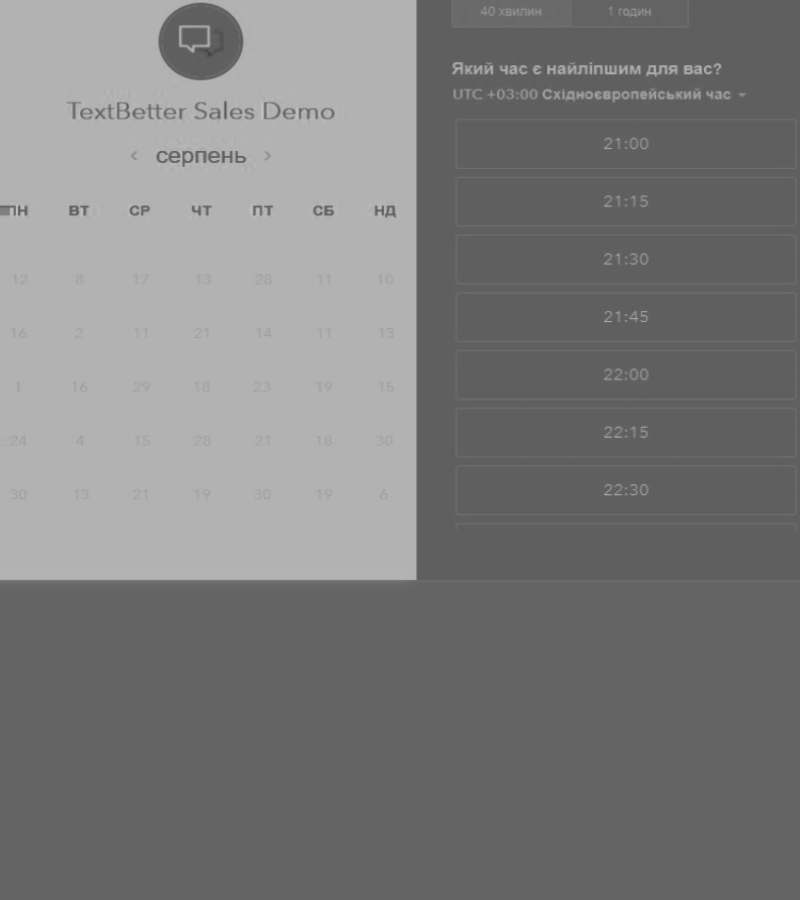 TextBetter Sales Demo
серпень
ПН ВТ СР ЧТ ПТ СБ НД
12 8 17 13 28 11 10
16 2 11 21 14 11 13
1 16 29 18 23 19 15
24 4 15 28 21 18 30
30 13 21 19 30 19 6
40 хвилин 1 годин
Який час є найліпшим для вас?
UTC +03:00 Східноєвропейський час
21:00
21:15
21:30
21:45
22:00
22:15
22:30